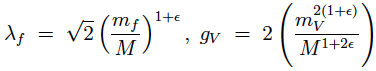 λ_f = √2 (m_f / M)^{1+ϵ} , g_V = 2 (m_V^{2(1+ϵ)} / M^{1+2ϵ})